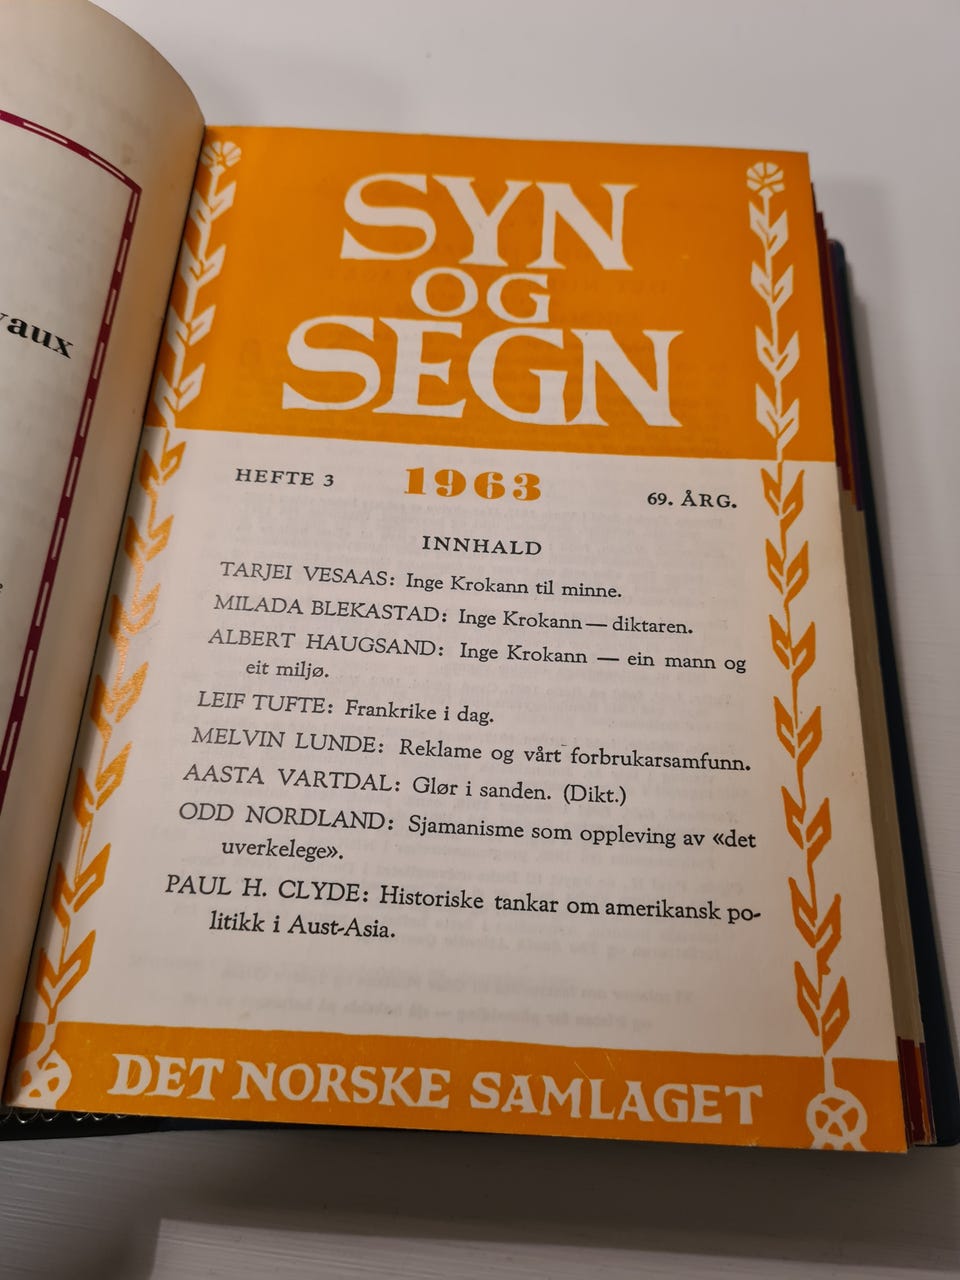 vaux
SYN
OG
SEGN
HEFTE 3 1963 69. ÅRG.
INNHALD
TARJEI VESAAS: Inge Krokann til minne.
MILADA BLEKASTAD: Inge Krokann — diktaren.
ALBERT HAUGSAND: Inge Krokann — ein mann og
eit miljø.
LEIF TUFTE: Frankrike i dag.
MELVIN LUNDE: Reklame og vårt forbrukarsamfunn.
AASTA VARTDAL: Glør i sanden. (Dikt.)
ODD NORDLAND: Sjamanisme som oppleving av «det
uverkelege».
PAUL H. CLYDE: Historiske tankar om amerikansk po-
litikk i Aust-Asia.
DET NORSKE SAMLAGET